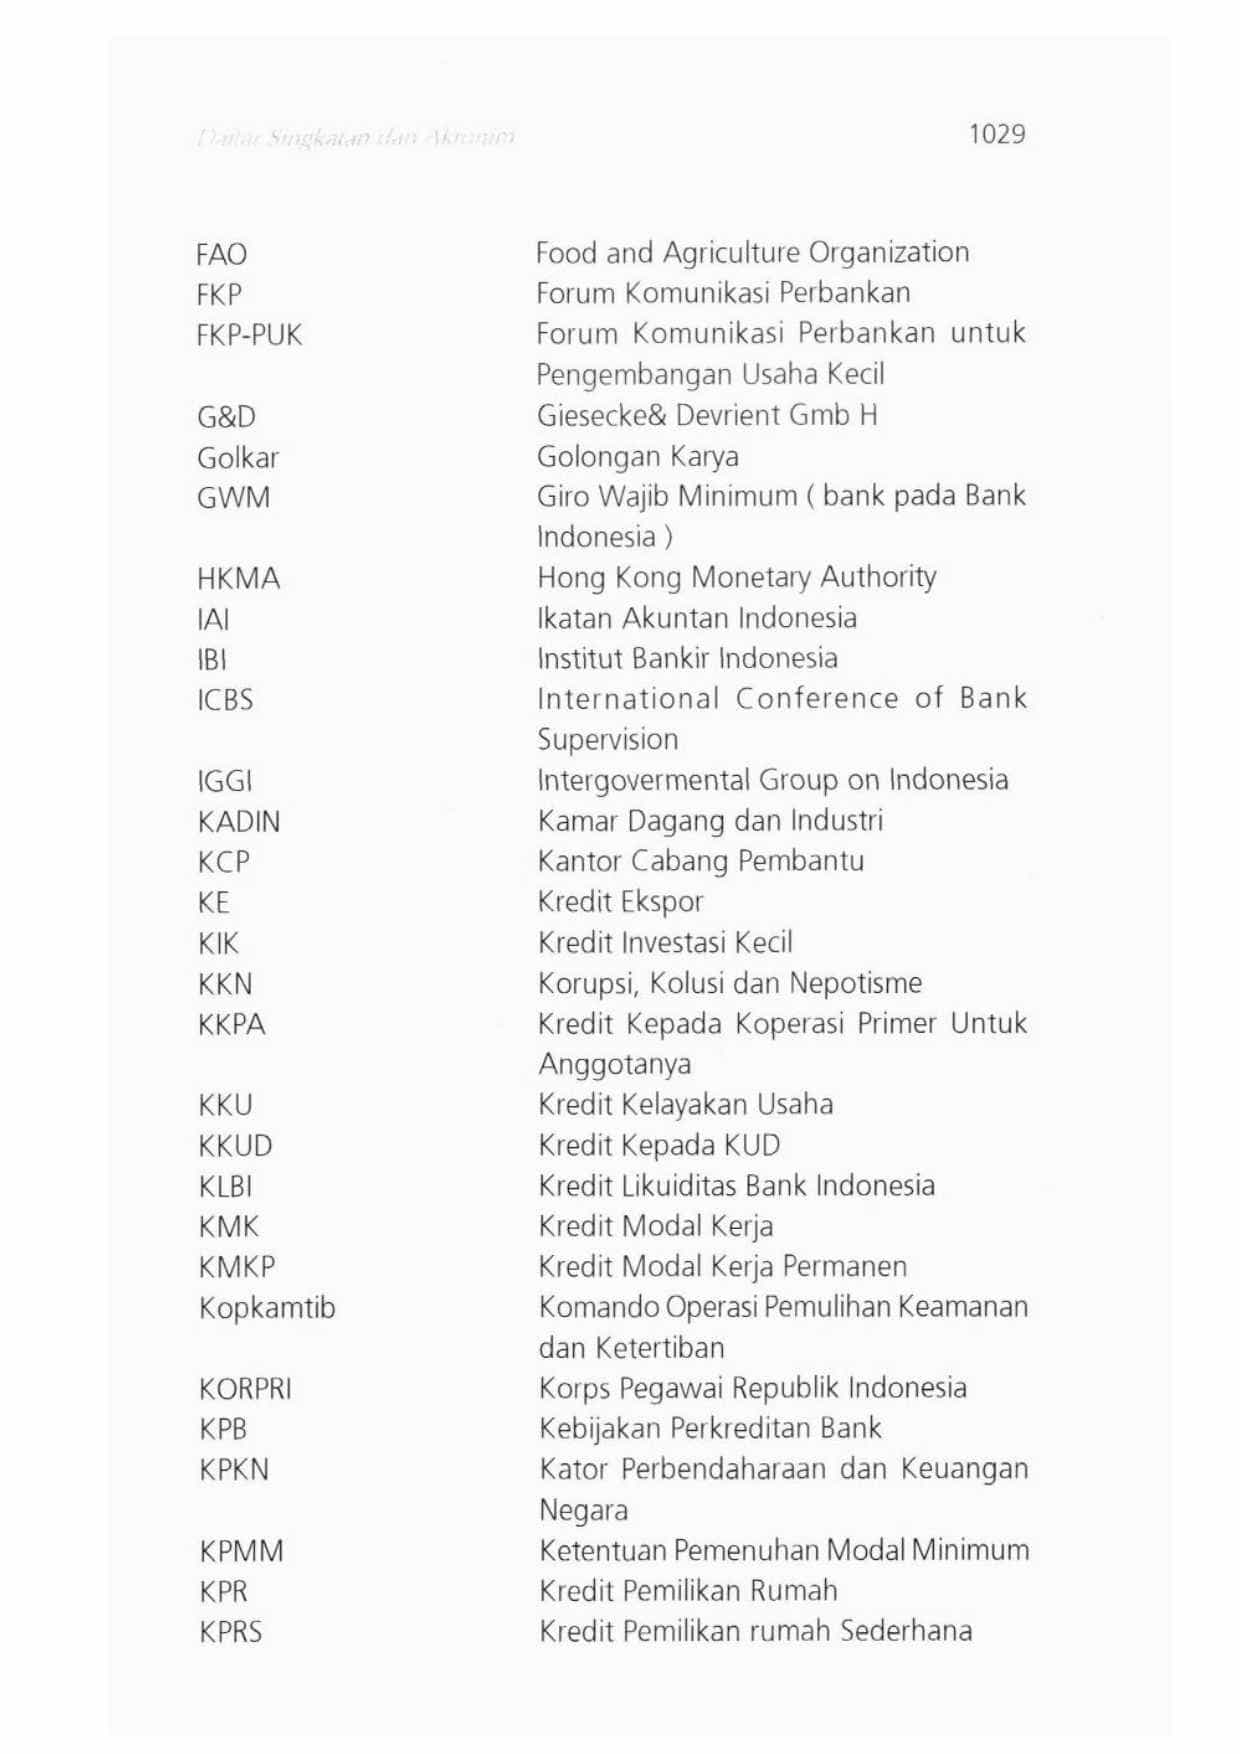 Daftar Singkatan dan Akronim 1029
FAO Food and Agriculture Organization
FKP Forum Komunikasi Perbankan
FKP-PUK Forum Komunikasi Perbankan untuk
Pengembangan Usaha Kecil
G&D Giesecke& Devrient Gmb H
Golkar Golongan Karya
GWM Giro Wajib Minimum ( bank pada Bank
Indonesia )
HKMA Hong Kong Monetary Authority
IAI Ikatan Akuntan Indonesia
IBI Institut Bankir Indonesia
ICBS International Conference of Bank
Supervision
IGGI Intergovermental Group on Indonesia
KADIN Kamar Dagang dan Industri
KCP Kantor Cabang Pembantu
KE Kredit Ekspor
KIK Kredit Investasi Kecil
KKN Korupsi, Kolusi dan Nepotisme
KKPA Kredit Kepada Koperasi Primer Untuk
Anggotanya
KKU Kredit Kelayakan Usaha
KKUD Kredit Kepada KUD
KLBI Kredit Likuiditas Bank Indonesia
KMK Kredit Modal Kerja
KMKP Kredit Modal Kerja Permanen
Kopkamtib Komando Operasi Pemulihan Keamanan
dan Ketertiban
KORPRI Korps Pegawai Republik Indonesia
KPB Kebijakan Perkreditan Bank
KPKN Kator Perbendaharaan dan Keuangan
Negara
KPMM Ketentuan Pemenuhan Modal Minimum
KPR Kredit Pemilikan Rumah
KPRS Kredit Pemilikan rumah Sederhana